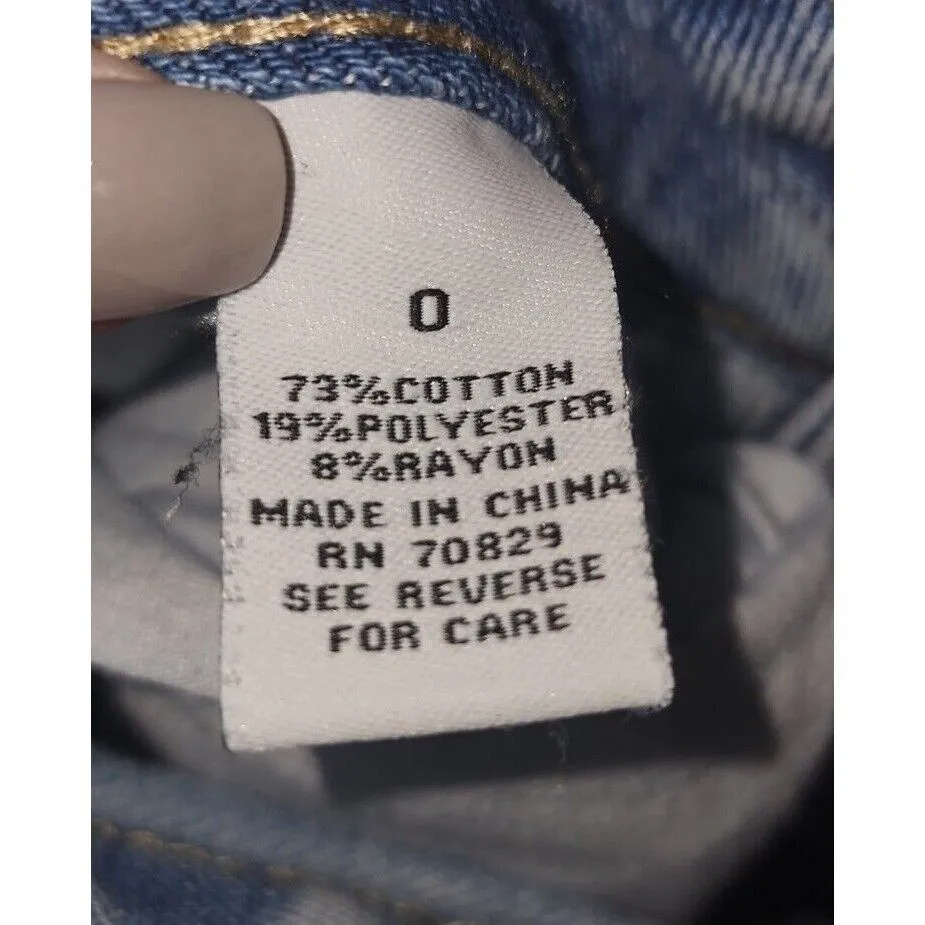 0
73%COTTON
19%POLYESTER
8%RAYON
MADE IN CHINA
RN 70829
SEE REVERSE
FOR CARE